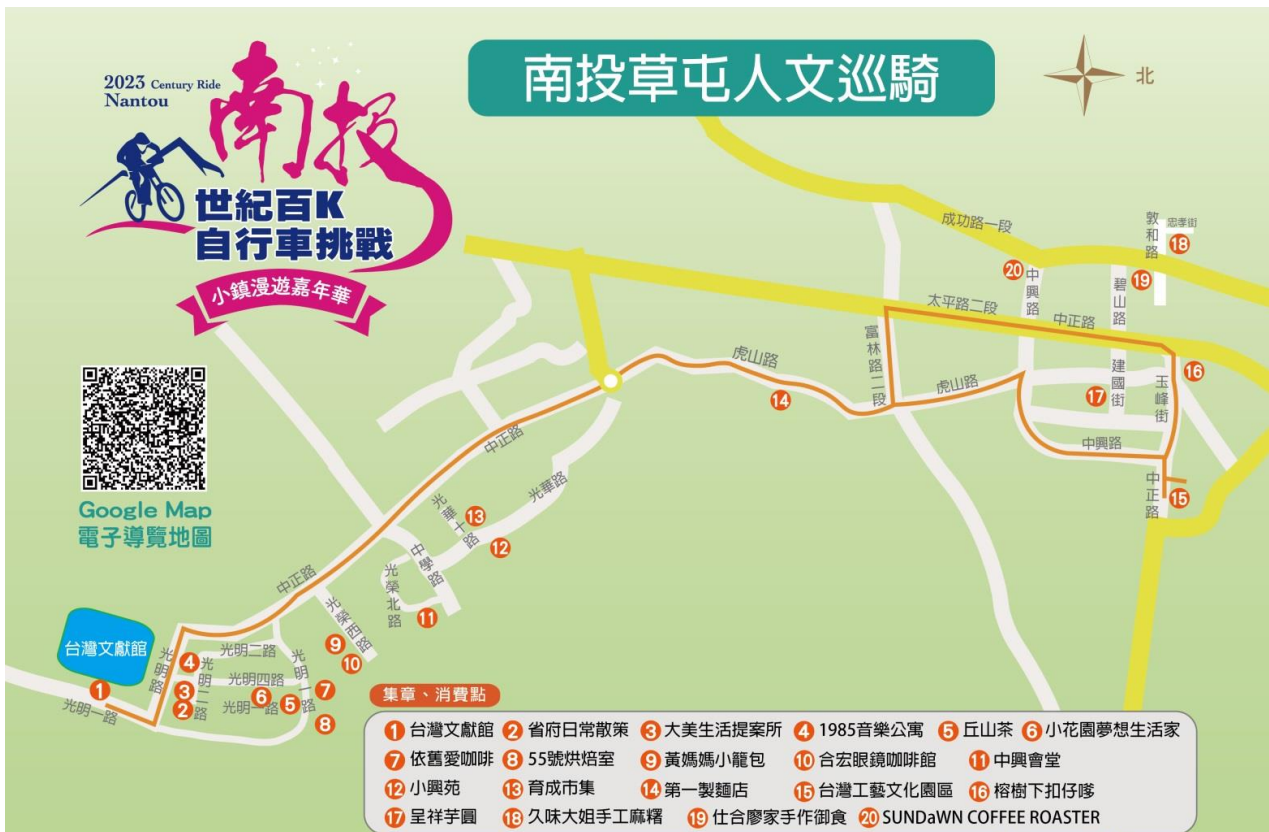 2023 Century Ride
Nantou
南投
世紀百K
自行車挑戰
小鎮漫遊嘉年華
南投草屯人文巡騎
北
Google Map
電子導覽地圖
成功路一段
敦和路
忠孝街
18
20
中興路
碧山路
19
太平路二段
中正路
富林路二段
虎山路
14
虎山路
建國街
17
玉峰街
16
中興路
中正路
15
中正路
光華路
光華十路
13
12
中學路
光榮北路
11
中正路
光榮西路
9
10
台灣文獻館
1
光明一路
光明路
光明二路
4
光明二路
3
2
光明四路
6
光明一路
5
光明一路
7
8
集章、消費點
1 台灣文獻館 2 省府日常散策 3 大美生活提案所 4 1985音樂公寓 5 丘山茶 6 小花園夢想生活家
7 依舊愛咖啡 8 55號烘焙室 9 黃媽媽小籠包 10 合宏眼鏡咖啡館 11 中興會堂
12 小興苑 13 育成市集 14 第一製麵店 15 台灣工藝文化園區 16 榕樹下扣仔嗲
17 呈祥芋圓 18 久味大姐手工麻糬 19 仕合廖家手作御食 20 SUNDaWN COFFEE ROASTER